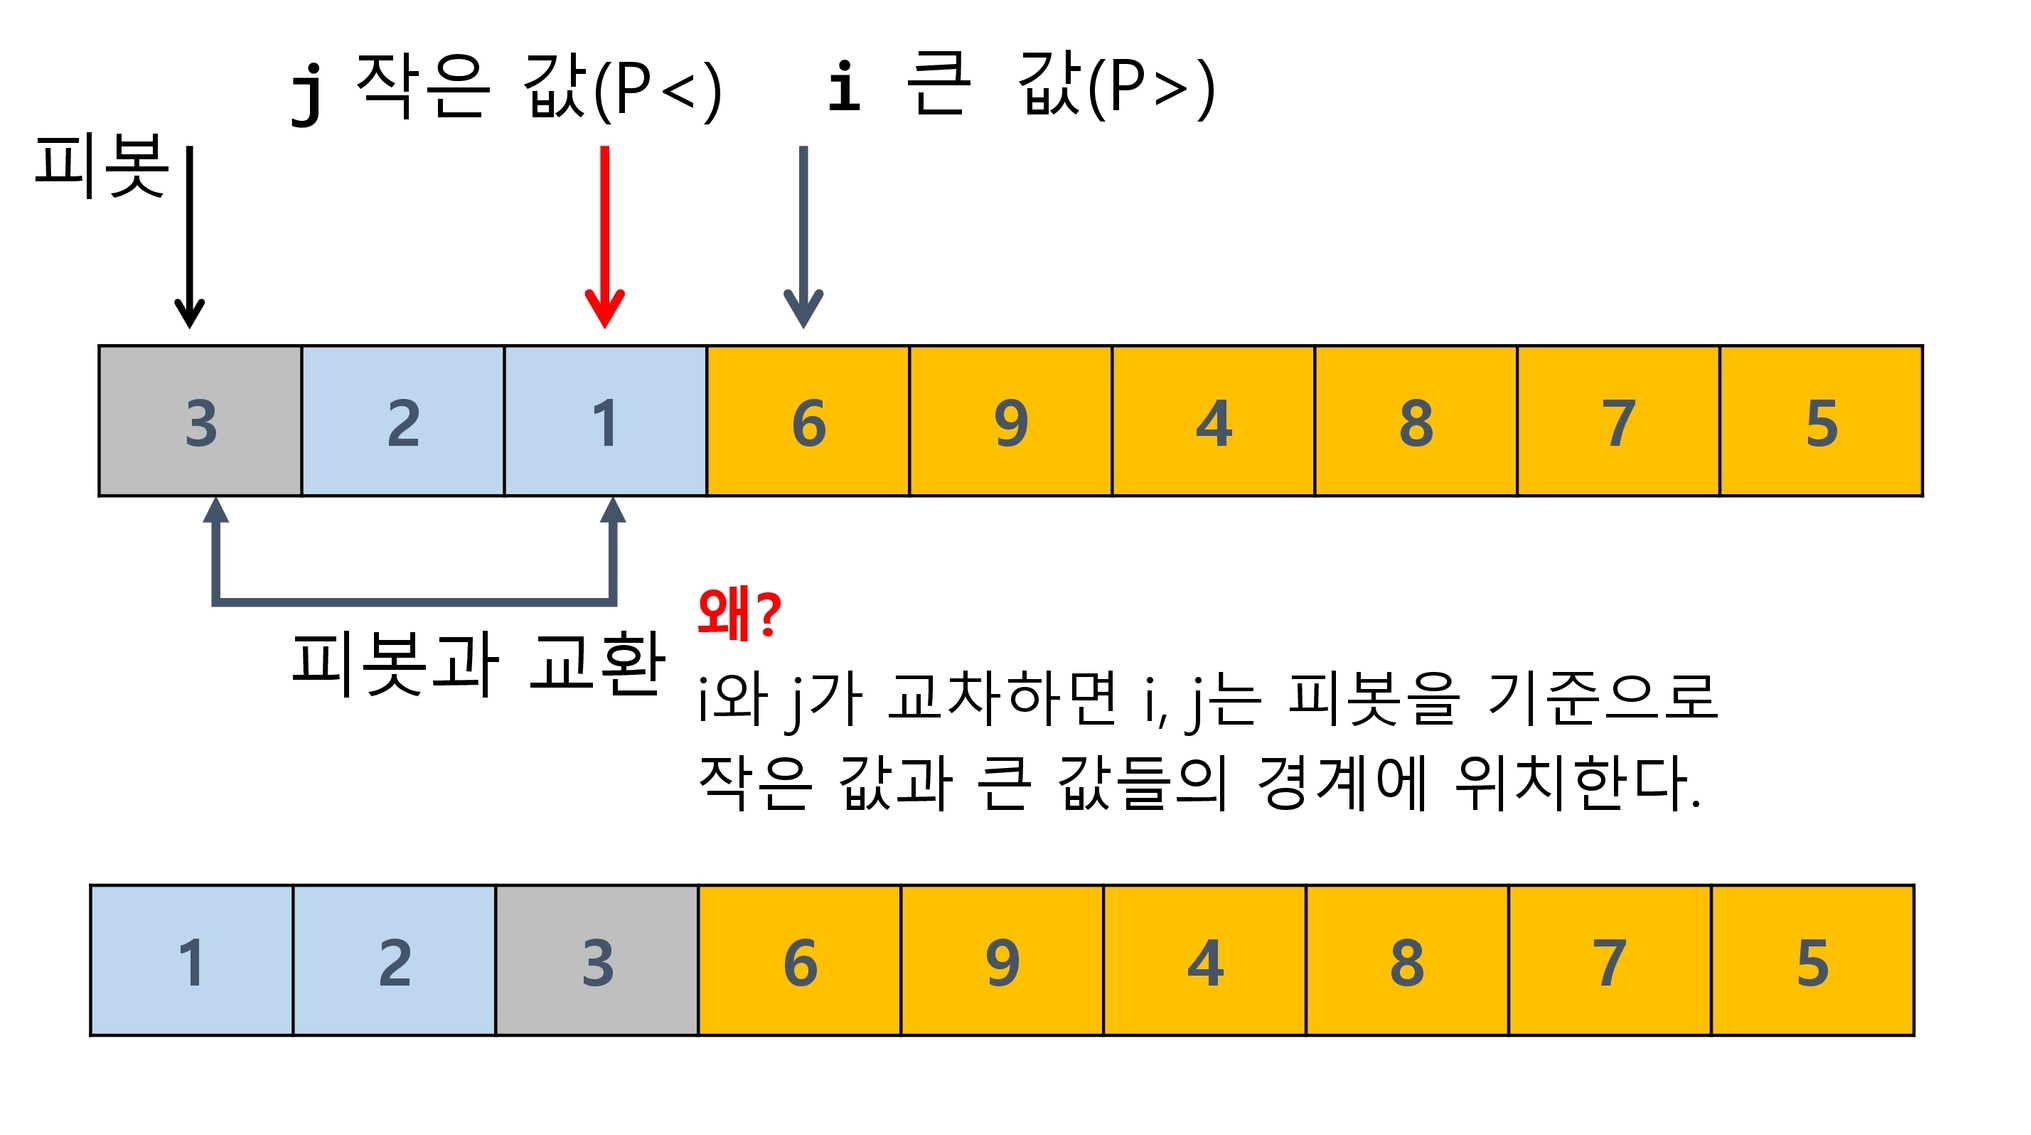 j 작은 값(P<) i 큰 값(P>)
피봇
3 2 1 6 9 4 8 7 5
피봇과 교환
왜?
i와 j가 교차하면 i, j는 피봇을 기준으로
작은 값과 큰 값들의 경계에 위치한다.
1 2 3 6 9 4 8 7 5